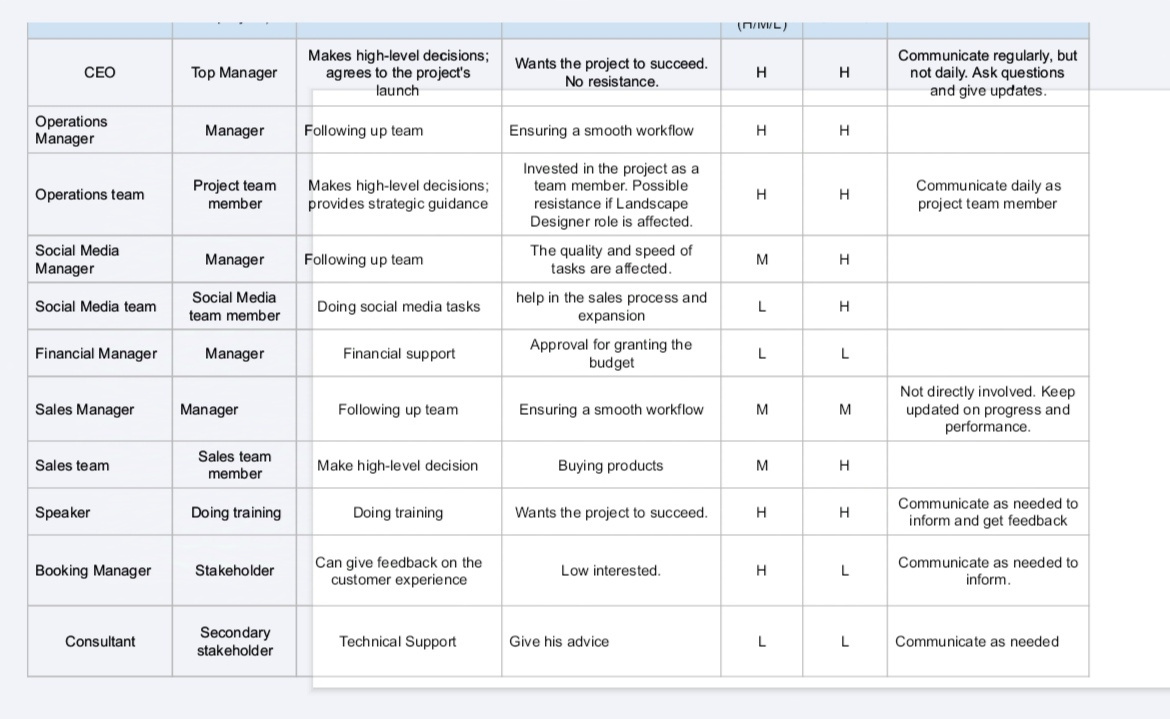 (H/M/L)
CEO
Top Manager
Makes high-level decisions;
agrees to the project's
launch
Wants the project to succeed.
No resistance.
H
H
Communicate regularly, but
not daily. Ask questions
and give updates.
Operations
Manager
Manager
Following up team
Ensuring a smooth workflow
H
H
Operations team
Project team
member
Makes high-level decisions;
provides strategic guidance
Invested in the project as a
team member. Possible
resistance if Landscape
Designer role is affected.
H
H
Communicate daily as
project team member
Social Media
Manager
Manager
Following up team
The quality and speed of
tasks are affected.
M
H
Social Media team
Social Media
team member
Doing social media tasks
help in the sales process and
expansion
L
H
Financial Manager
Manager
Financial support
Approval for granting the
budget
L
L
Sales Manager
Manager
Following up team
Ensuring a smooth workflow
M
M
Not directly involved. Keep
updated on progress and
performance.
Sales team
Sales team
member
Make high-level decision
Buying products
M
H
Speaker
Doing training
Doing training
Wants the project to succeed.
H
H
Communicate as needed to
inform and get feedback
Booking Manager
Stakeholder
Can give feedback on the
customer experience
Low interested.
H
L
Communicate as needed to
inform.
Consultant
Secondary
stakeholder
Technical Support
Give his advice
L
L
Communicate as needed